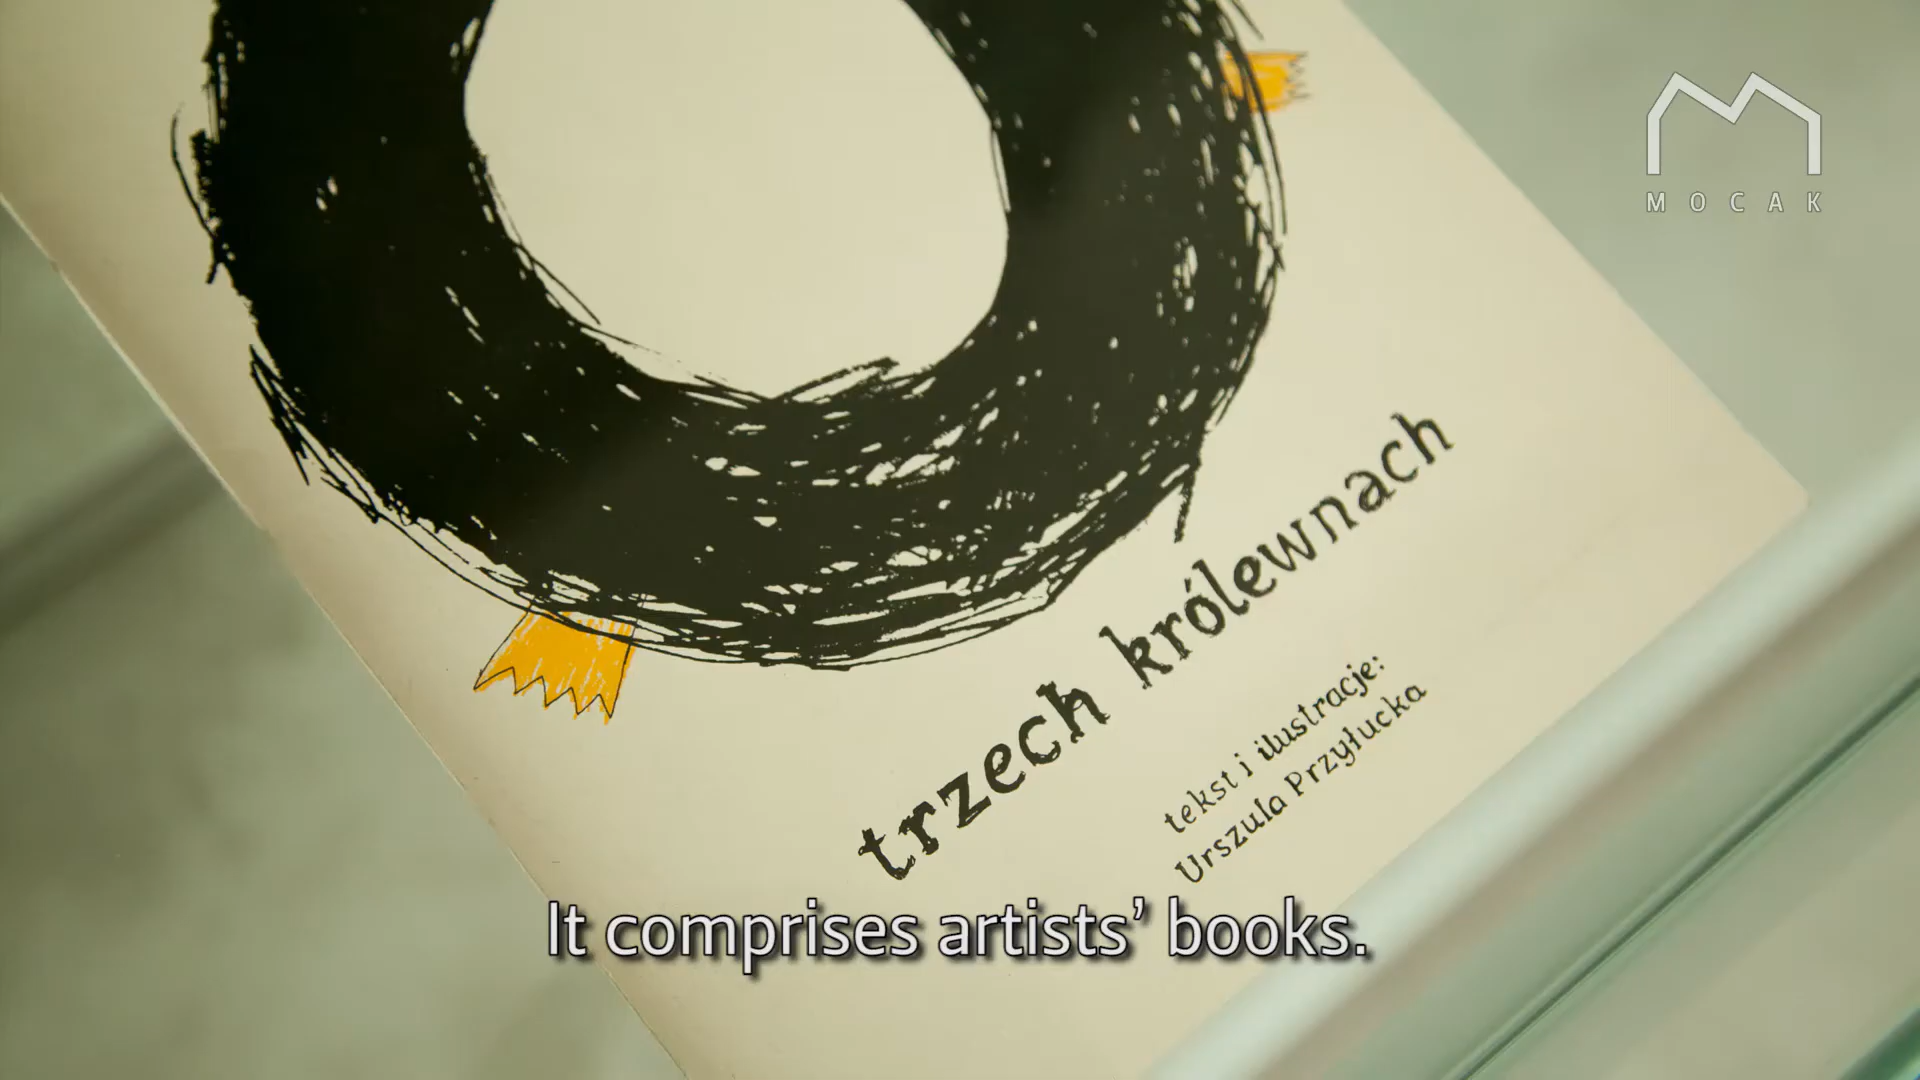 MOCAK
O
trzech królewnach
tekst i ilustracje:
Urszula Przyłucka
It comprises artists’ books.